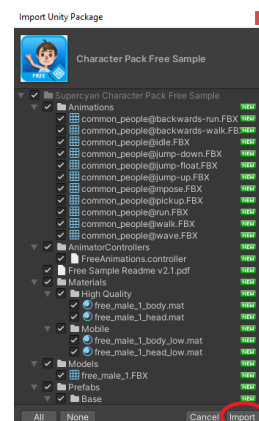 Import Unity Package
FREE
Character Pack Free Sample
Supercyan Character Pack Free Sample
Animations
common_people@backwards-run.FBX NEW
common_people@backwards-walk.FB NEW
common_people@idle.FBX NEW
common_people@jump-down.FBX NEW
common_people@jump-float.FBX NEW
common_people@jump-up.FBX NEW
common_people@mpose.FBX NEW
common_people@pickup.FBX NEW
common_people@run.FBX NEW
common_people@walk.FBX NEW
common_people@wave.FBX NEW
AnimatorControllers NEW
FreeAnimations.controller NEW
Free Sample Readme v2.1.pdf NEW
Materials NEW
High Quality NEW
free_male_1_body.mat NEW
free_male_1_head.mat NEW
Mobile NEW
free_male_1_body_low.mat NEW
free_male_1_head_low.mat NEW
Models NEW
free_male_1.FBX NEW
Prefabs NEW
Base NEW
All None Cancel Import